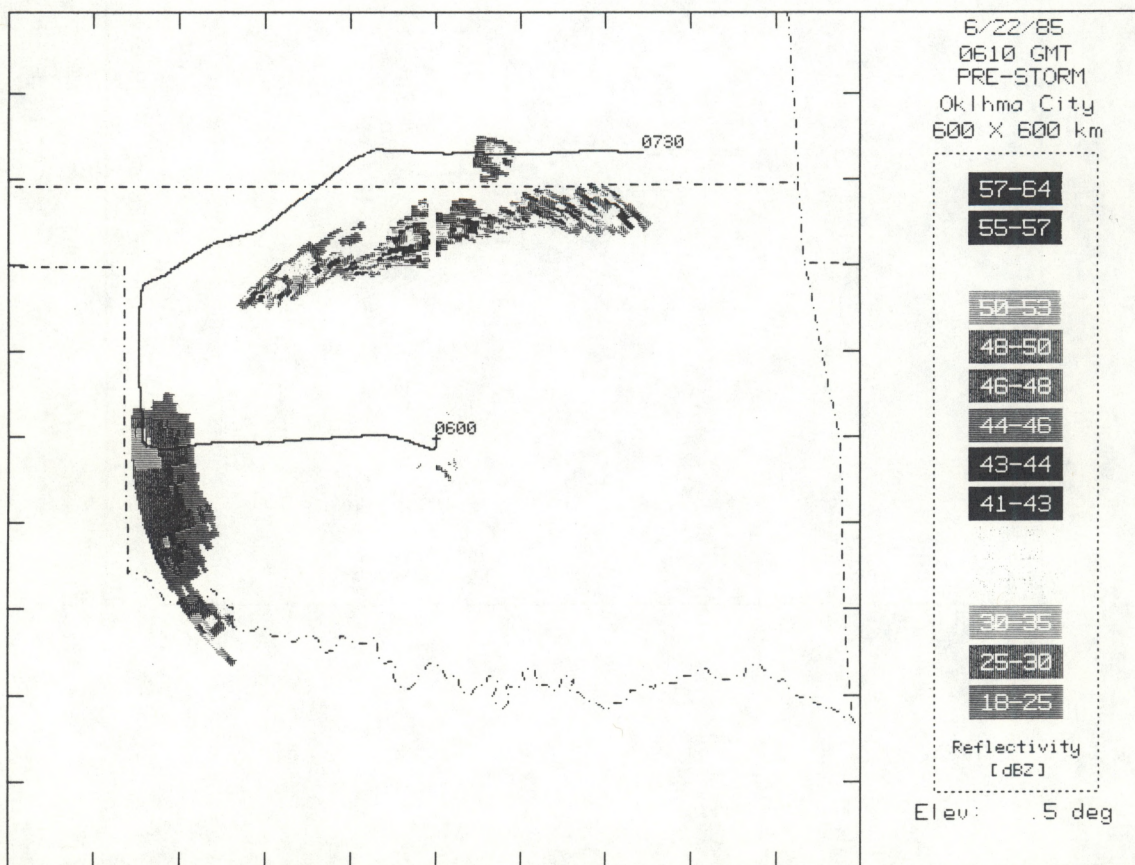 6/22/85
0610 GMT
PRE-STORM
Oklhma City
600 X 600 km
0730
57-64
55-57
50-53
48-50
46-48
0600
44-46
43-44
41-43
30-35
25-30
18-25
Reflectivity
[dBZ]
Elev: .5 deg